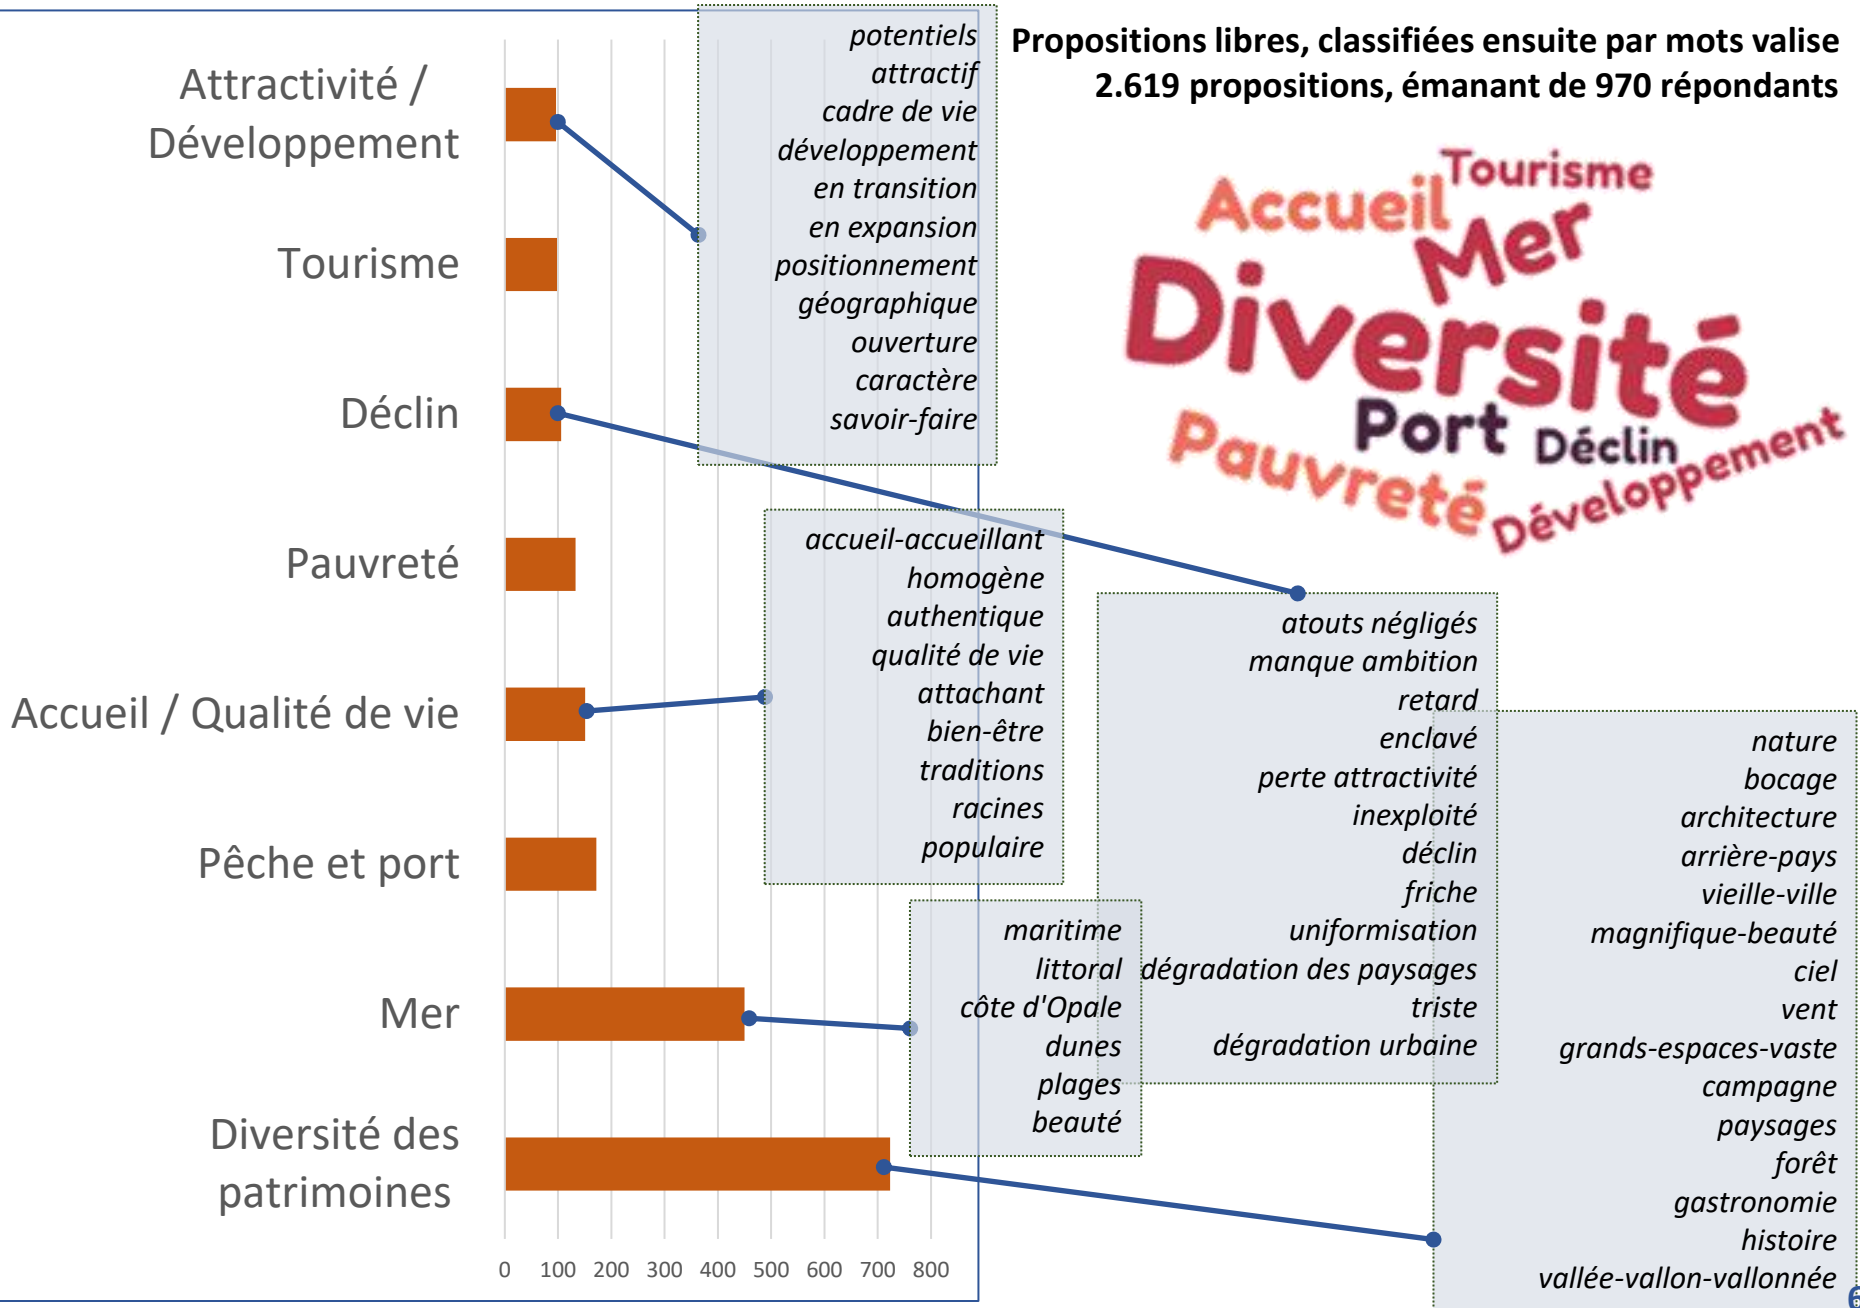 Propositions libres, classifiées ensuite par mots valise
2.619 propositions, émanant de 970 répondants
Attractivité /
Développement
Tourisme
Déclin
Pauvreté
Accueil / Qualité de vie
Pêche et port
Mer
Diversité des
patrimoines
0 100 200 300 400 500 600 700 800
potentiels
attractif
cadre de vie
développement
en transition
en expansion
positionnement
géographique
ouverture
caractère
savoir-faire
accueil-accueillant
homogène
authentique
qualité de vie
attachant
bien-être
traditions
racines
populaire
maritime
littoral
côte d'Opale
dunes
plages
beauté
atouts négligés
manque ambition
retard
enclavé
perte attractivité
inexploité
déclin
friche
uniformisation
dégradation des paysages
triste
dégradation urbaine
nature
bocage
architecture
arrière-pays
vieille-ville
magnifique-beauté
ciel
vent
grands-espaces-vaste
campagne
paysages
forêt
gastronomie
histoire
vallée-vallon-vallonnée
Tourisme
Accueil
Mer
Diversité
Port
Déclin
Pauvreté
Développement